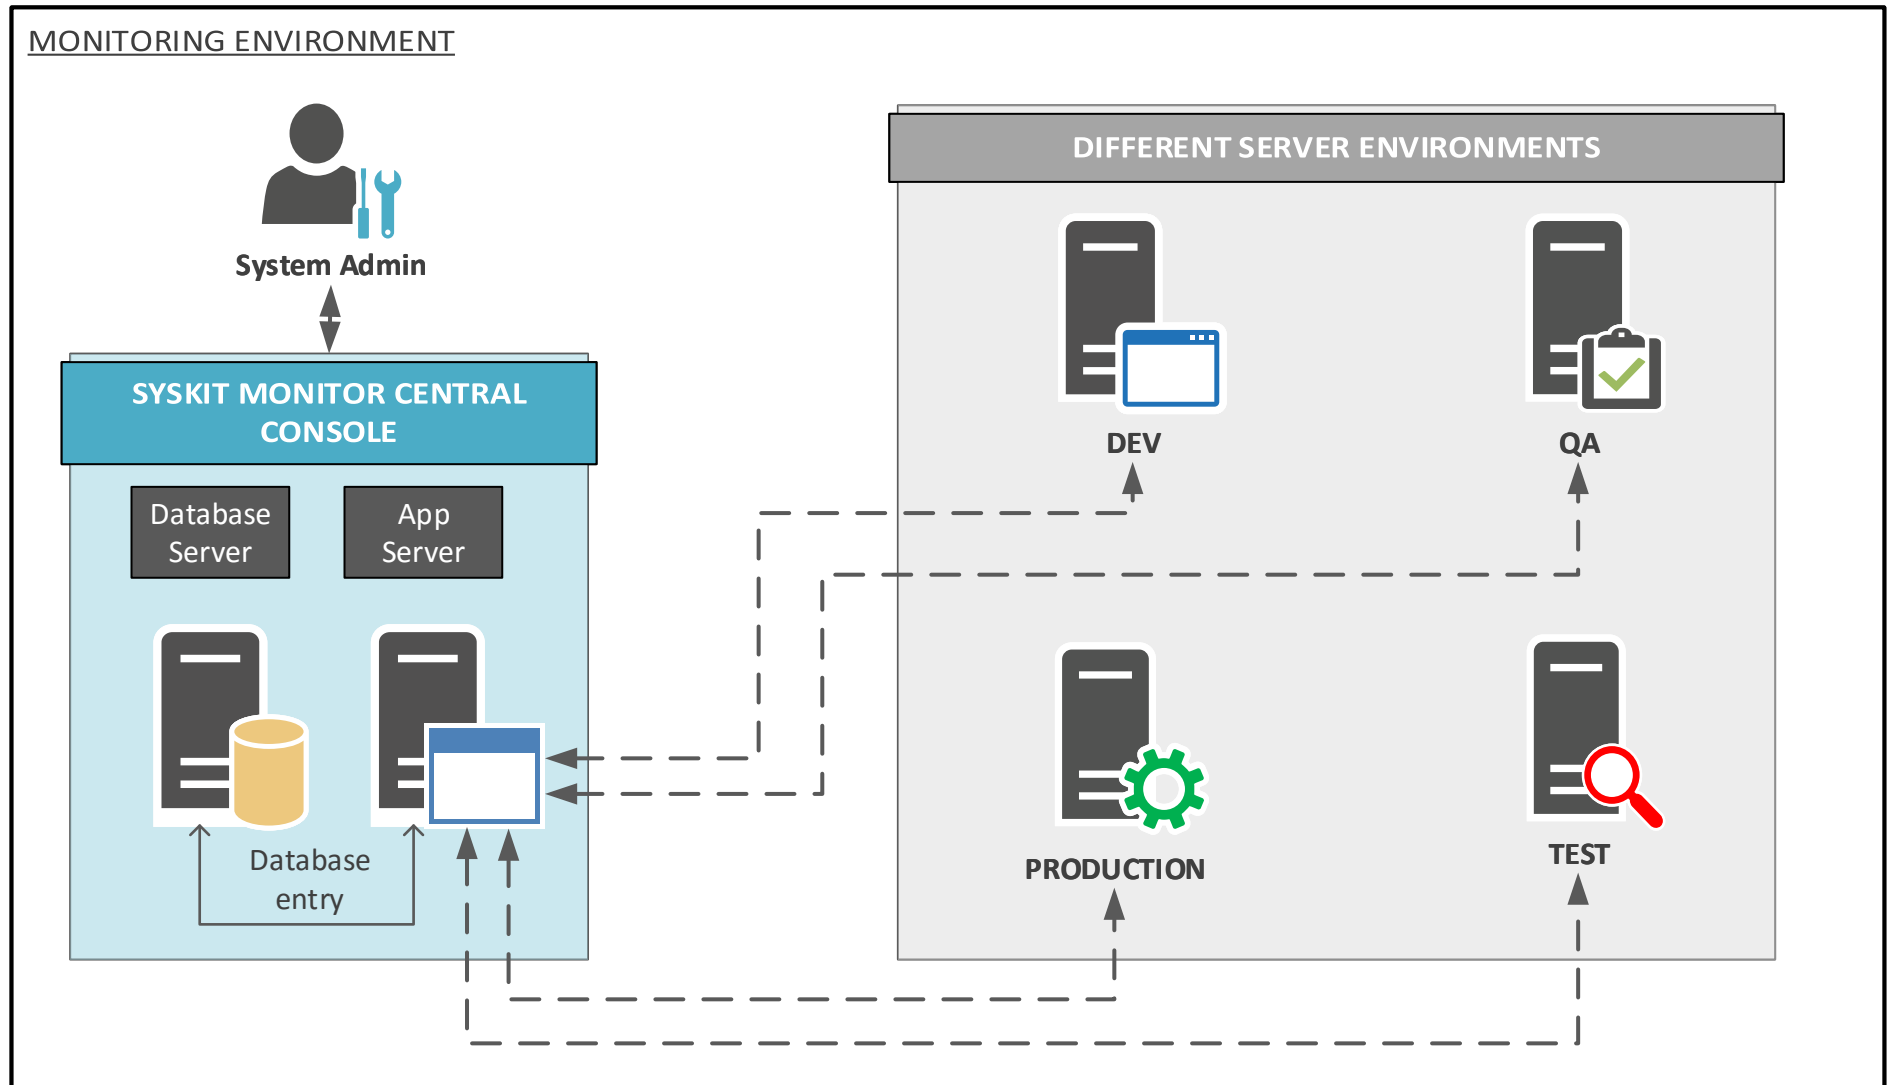 MONITORING ENVIRONMENT
System Admin
SYSKIT MONITOR CENTRAL
CONSOLE
Database
Server
App
Server
Database
entry
DIFFERENT SERVER ENVIRONMENTS
DEV
QA
PRODUCTION
TEST